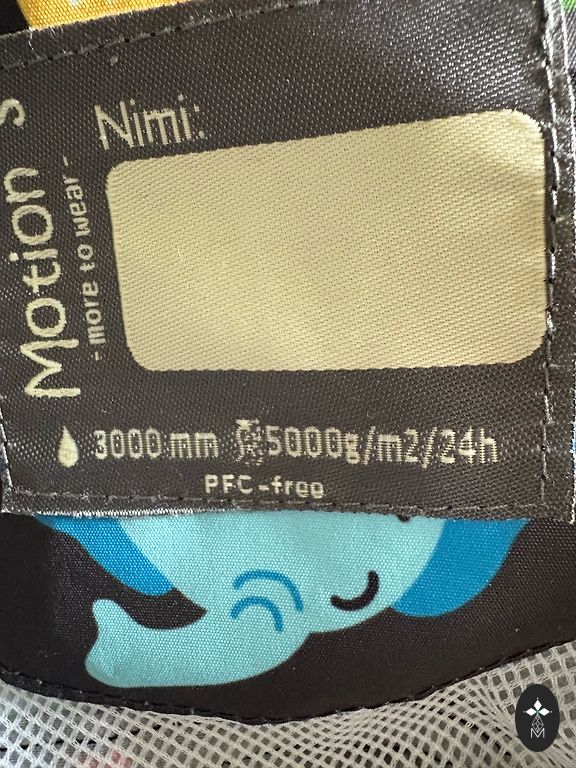 Nimi:
Motion S
- more to wear -
3000 mm 5000g/m2/24h
PFC-free
M